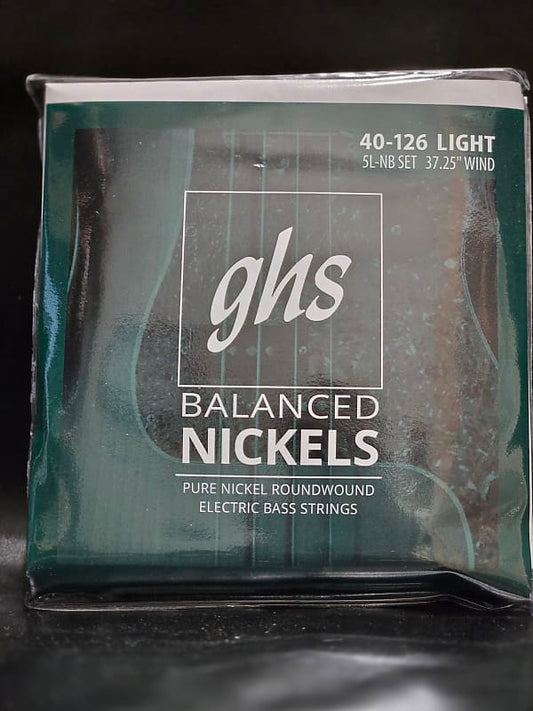 40-126 LIGHT
5L-NB SET 37.25" WIND
ghs
BALANCED
NICKELS
PURE NICKEL ROUNDWOUND
ELECTRIC BASS STRINGS